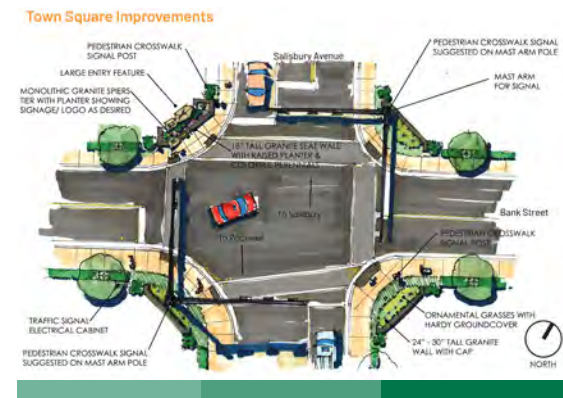 Town Square Improvements
PEDESTRIAN CROSSWALK
SIGNAL POST
LARGE ENTRY FEATURE
MONOLITHIC GRANITE SPIERS
TIER WITH PLANTER SHOWING
SIGNAGE/ LOGO AS DESIRED
Salisbury Avenue
PEDESTRIAN CROSSWALK SIGNAL
SUGGESTED ON MAST ARM POLE
MAST ARM
FOR SIGNAL
18" TALL GRANITE SEAT WALL
WITH RAISED PLANTER &
COLORFUL PERENNIALS
To Salisbury
To Rockwell
Bank Street
PEDESTRIAN CROSSWALK
SIGNAL POST
TRAFFIC SIGNAL
ELECTRICAL CABINET
PEDESTRIAN CROSSWALK SIGNAL
SUGGESTED ON MAST ARM POLE
ORNAMENTAL GRASSES WITH
HARDY GROUNDCOVER
24" - 30" TALL GRANITE
WALL WITH CAP
NORTH